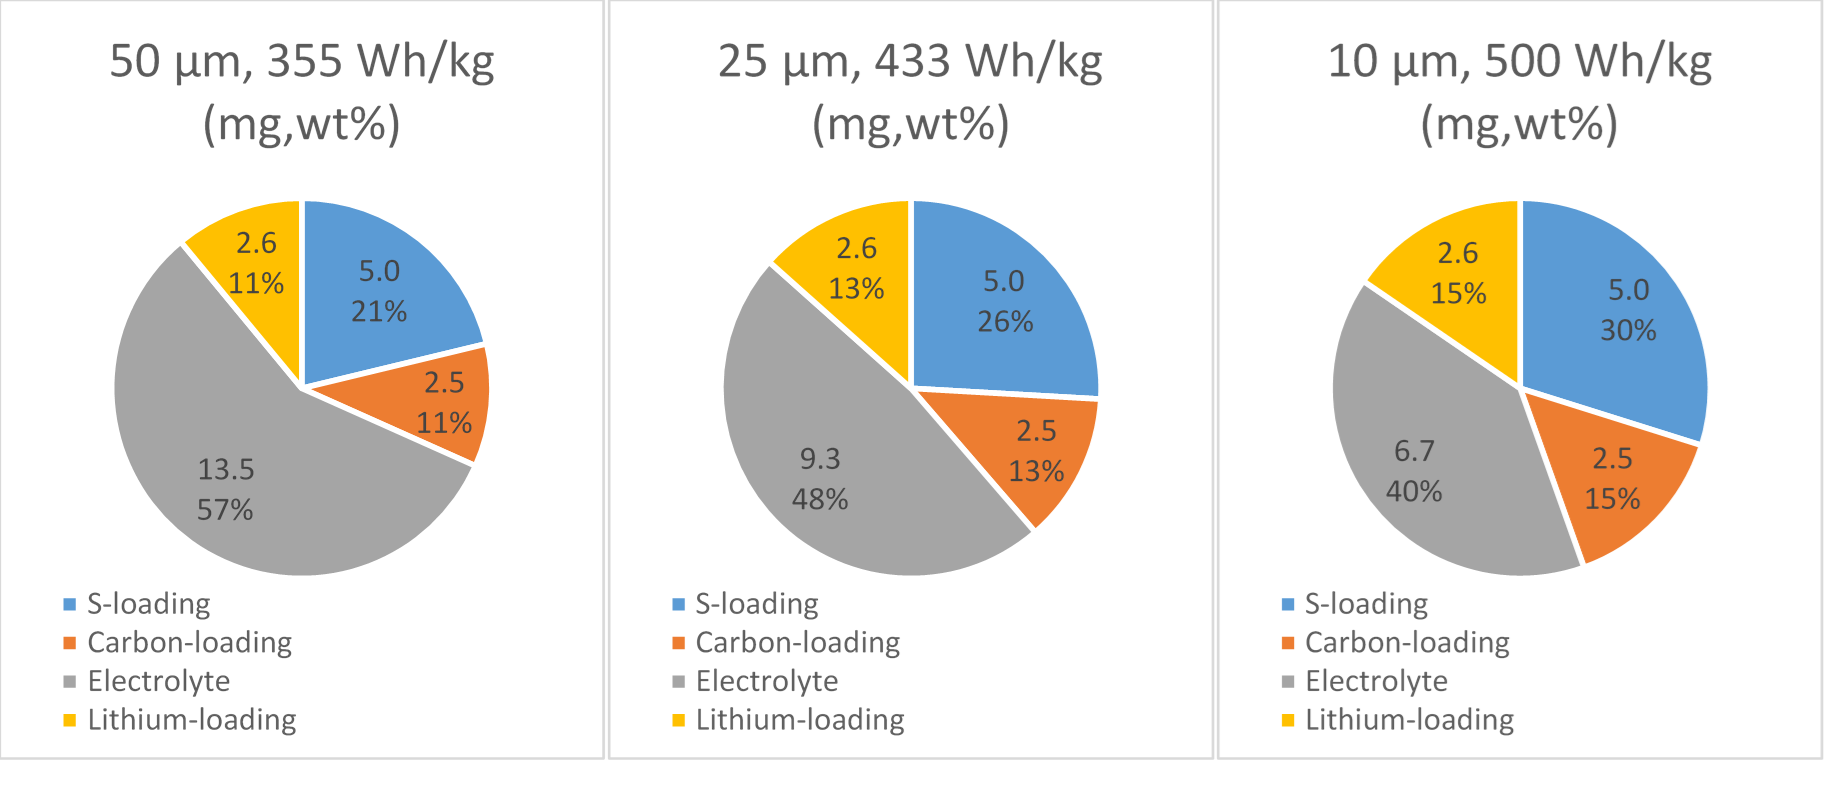 50 µm, 355 Wh/kg
(mg,wt%)
2.6
11%
5.0
21%
2.5
11%
13.5
57%
S-loading
Carbon-loading
Electrolyte
Lithium-loading
25 µm, 433 Wh/kg
(mg,wt%)
2.6
13%
5.0
26%
2.5
13%
9.3
48%
S-loading
Carbon-loading
Electrolyte
Lithium-loading
10 µm, 500 Wh/kg
(mg,wt%)
2.6
15%
5.0
30%
6.7
40%
2.5
15%
S-loading
Carbon-loading
Electrolyte
Lithium-loading